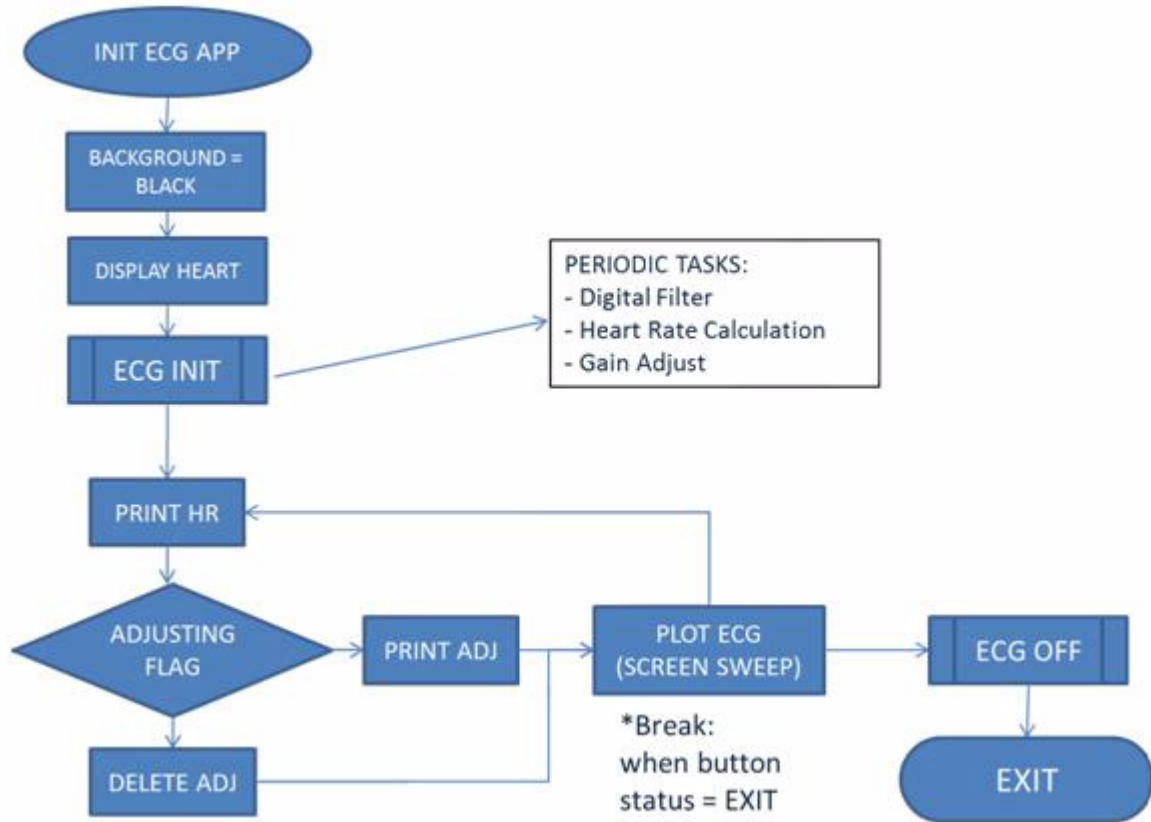 INIT ECG APP
BACKGROUND =
BLACK
DISPLAY HEART
ECG INIT
PERIODIC TASKS:
- Digital Filter
- Heart Rate Calculation
- Gain Adjust
PRINT HR
ADJUSTING
FLAG
PRINT ADJ
DELETE ADJ
PLOT ECG
(SCREEN SWEEP)
*Break:
when button
status = EXIT
ECG OFF
EXIT